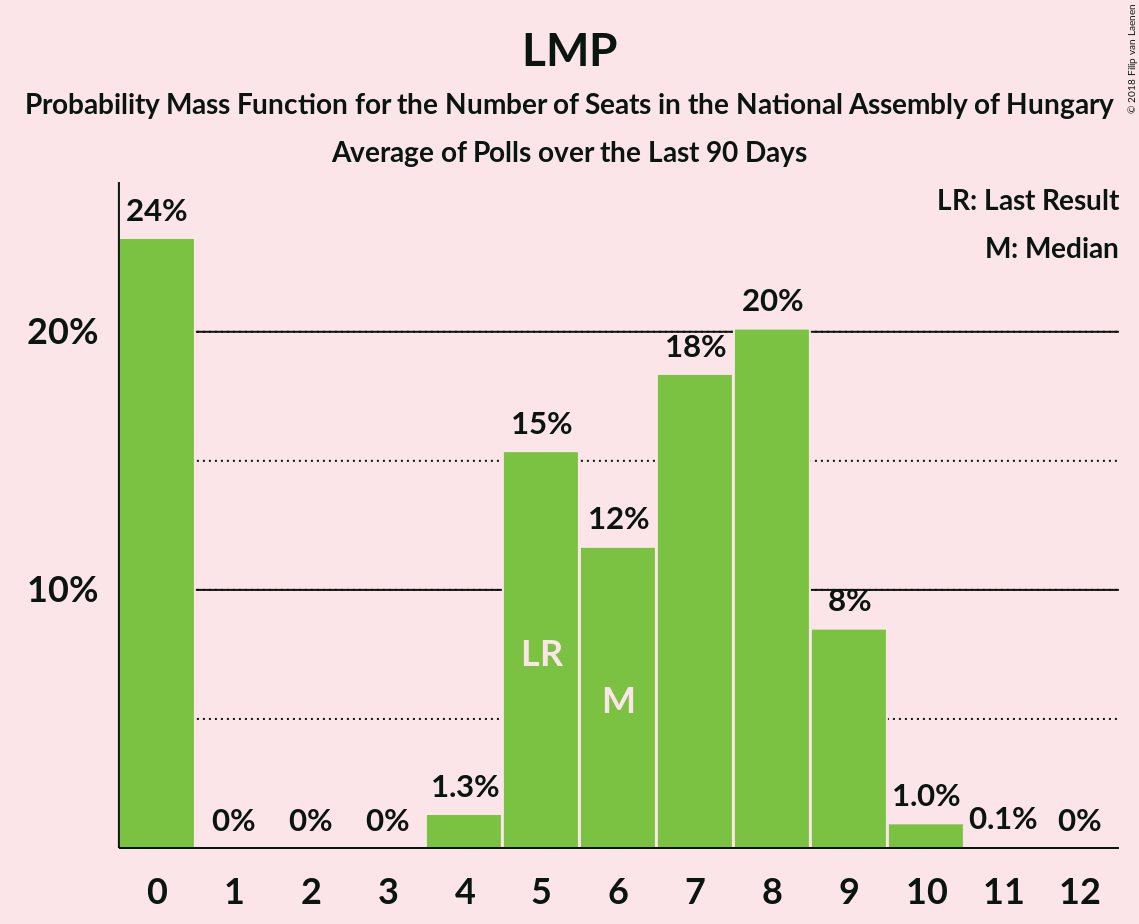 LMP
Probability Mass Function for the Number of Seats in the National Assembly of Hungary
Average of Polls over the Last 90 Days
© 2018 Filip van Laenen
LR: Last Result
M: Median
24%
20%
20%
18%
15%
12%
10%
8%
LR
M
1.3%
1.0%
0% 0% 0% 0.1% 0%
0 1 2 3 4 5 6 7 8 9 10 11 12